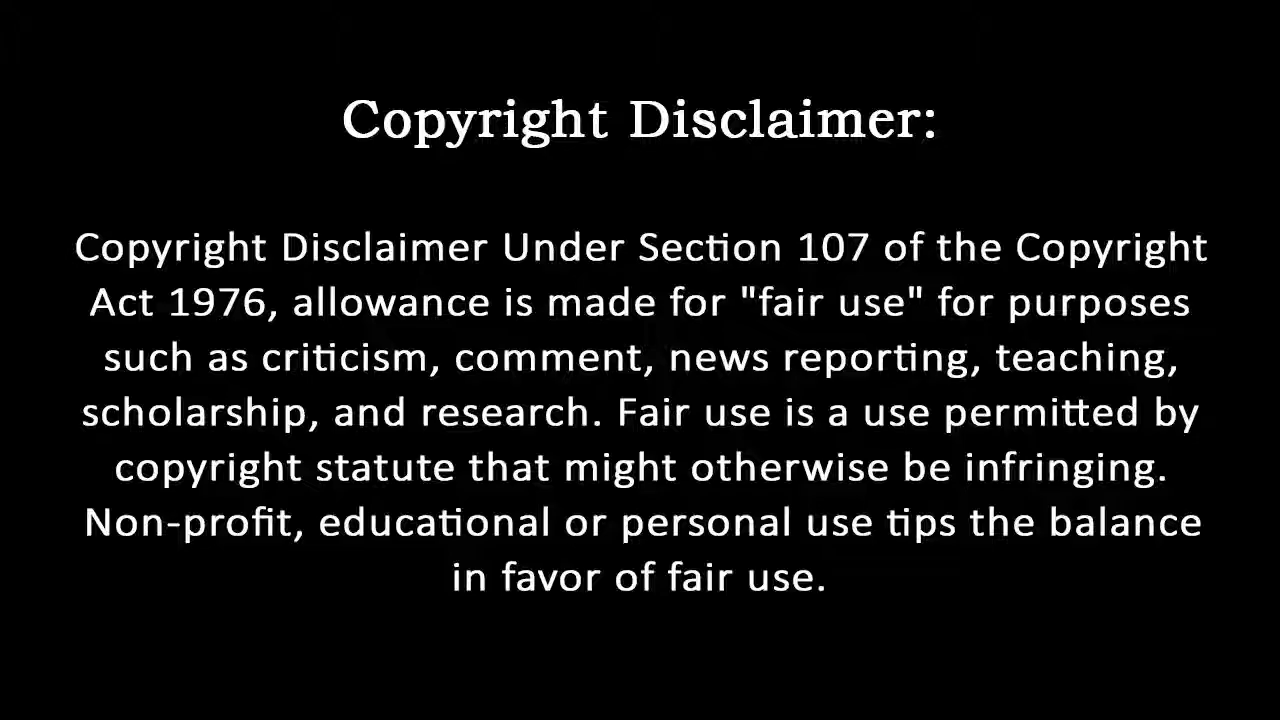 Copyright Disclaimer:
Copyright Disclaimer Under Section 107 of the Copyright
Act 1976, allowance is made for "fair use" for purposes
such as criticism, comment, news reporting, teaching,
scholarship, and research. Fair use is a use permitted by
copyright statute that might otherwise be infringing.
Non-profit, educational or personal use tips the balance
in favor of fair use.